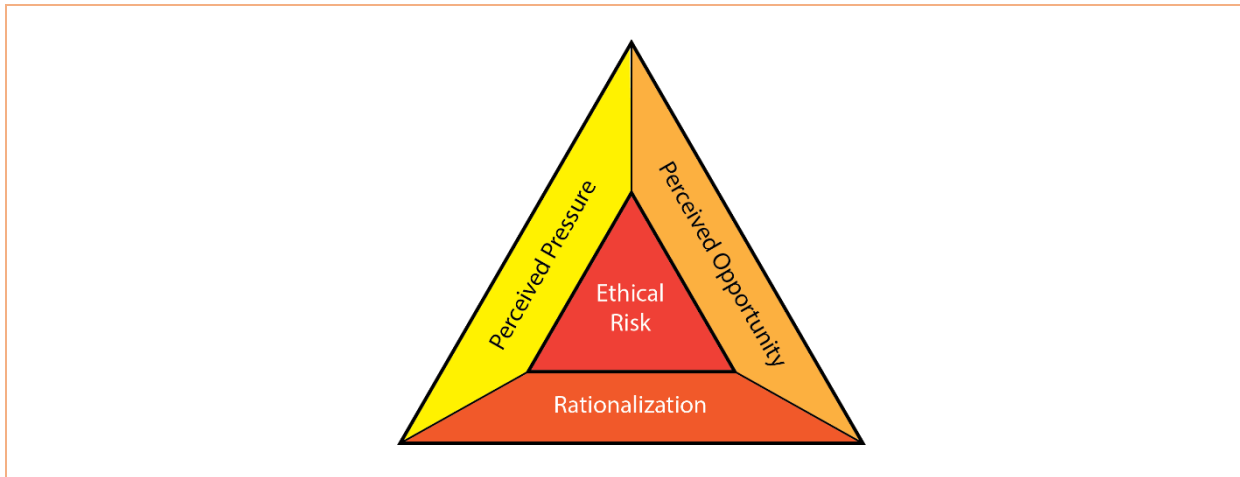 Perceived Pressure
Perceived Opportunity
Ethical
Risk
Rationalization